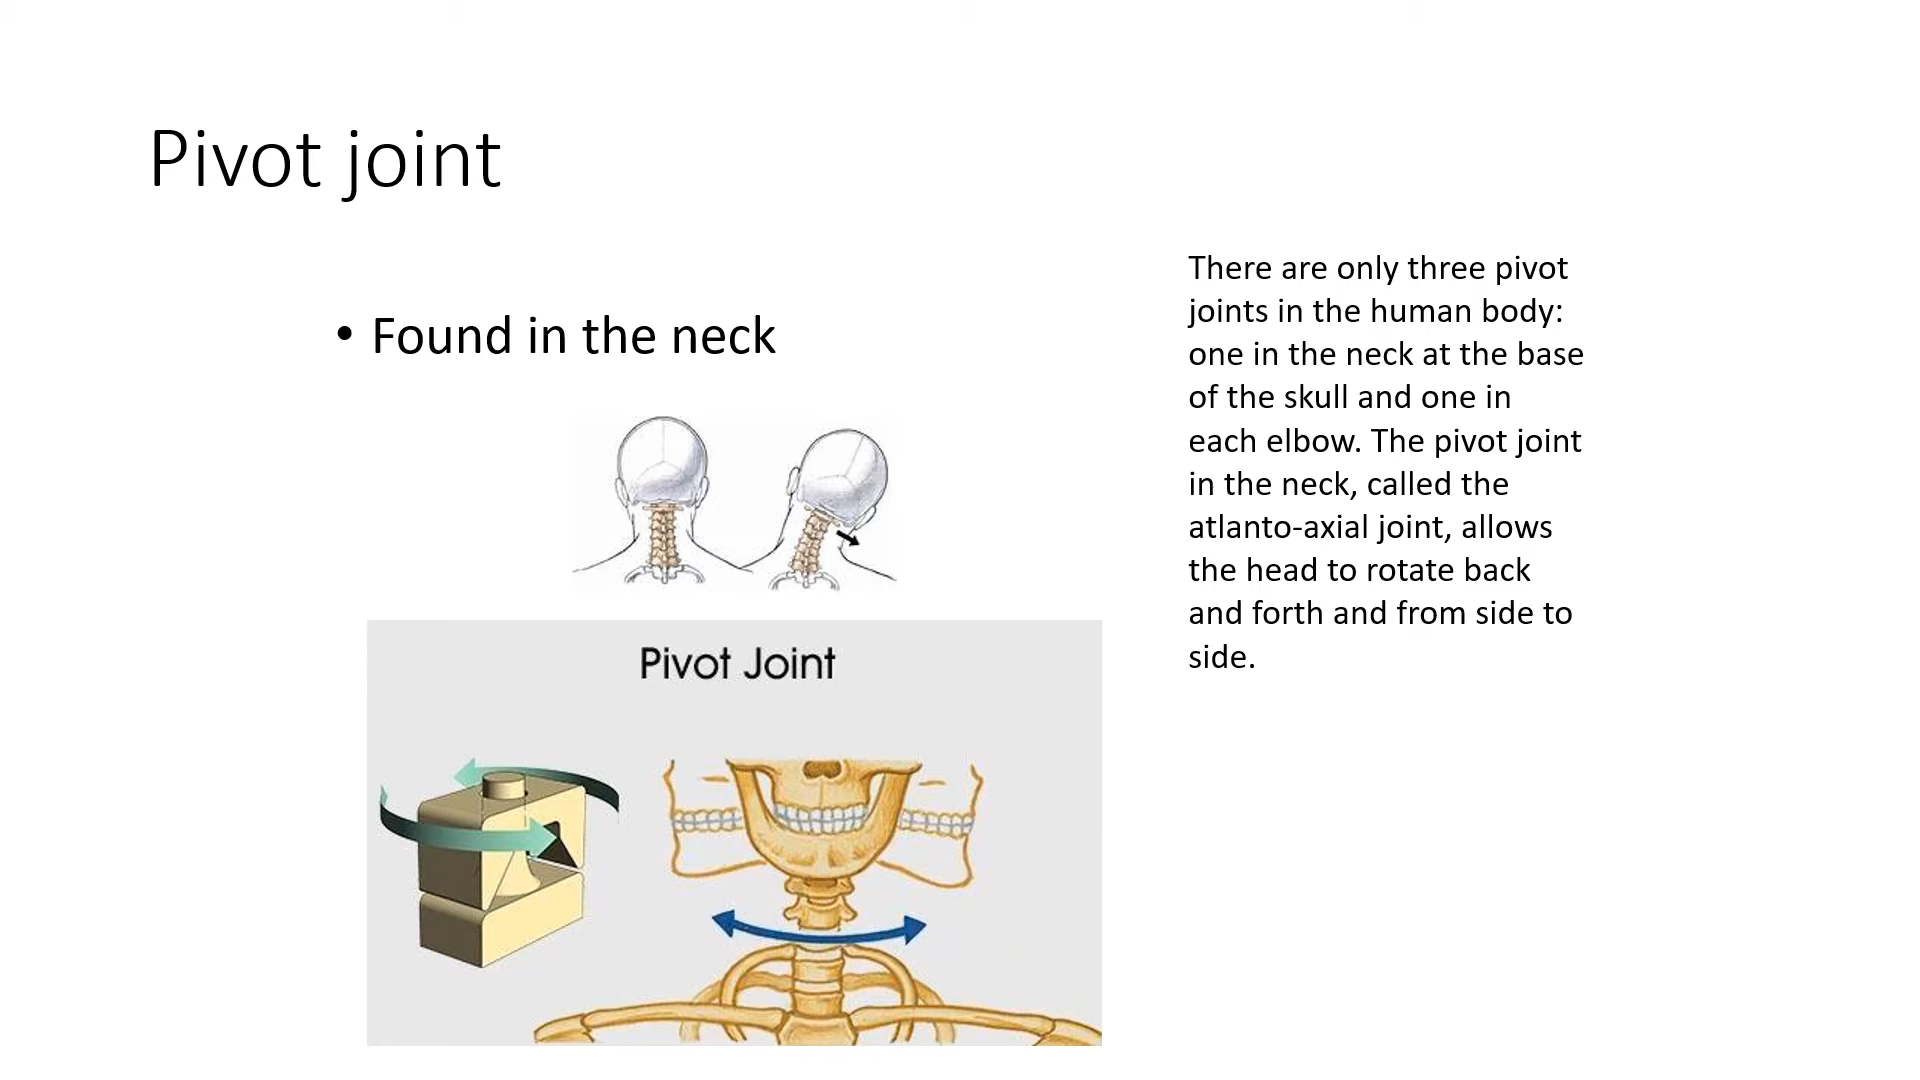 Pivot joint
• Found in the neck
Pivot Joint
There are only three pivot
joints in the human body:
one in the neck at the base
of the skull and one in
each elbow. The pivot joint
in the neck, called the
atlanto-axial joint, allows
the head to rotate back
and forth and from side to
side.